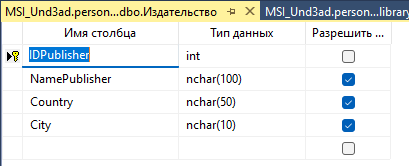 MSI_Und3ad.person...dbo.Издательство
MSI_Und3ad.person...library
Имя столбца Тип данных Разрешить ...
IDPublisher int
NamePublisher nchar(100)
Country nchar(50)
City nchar(10)